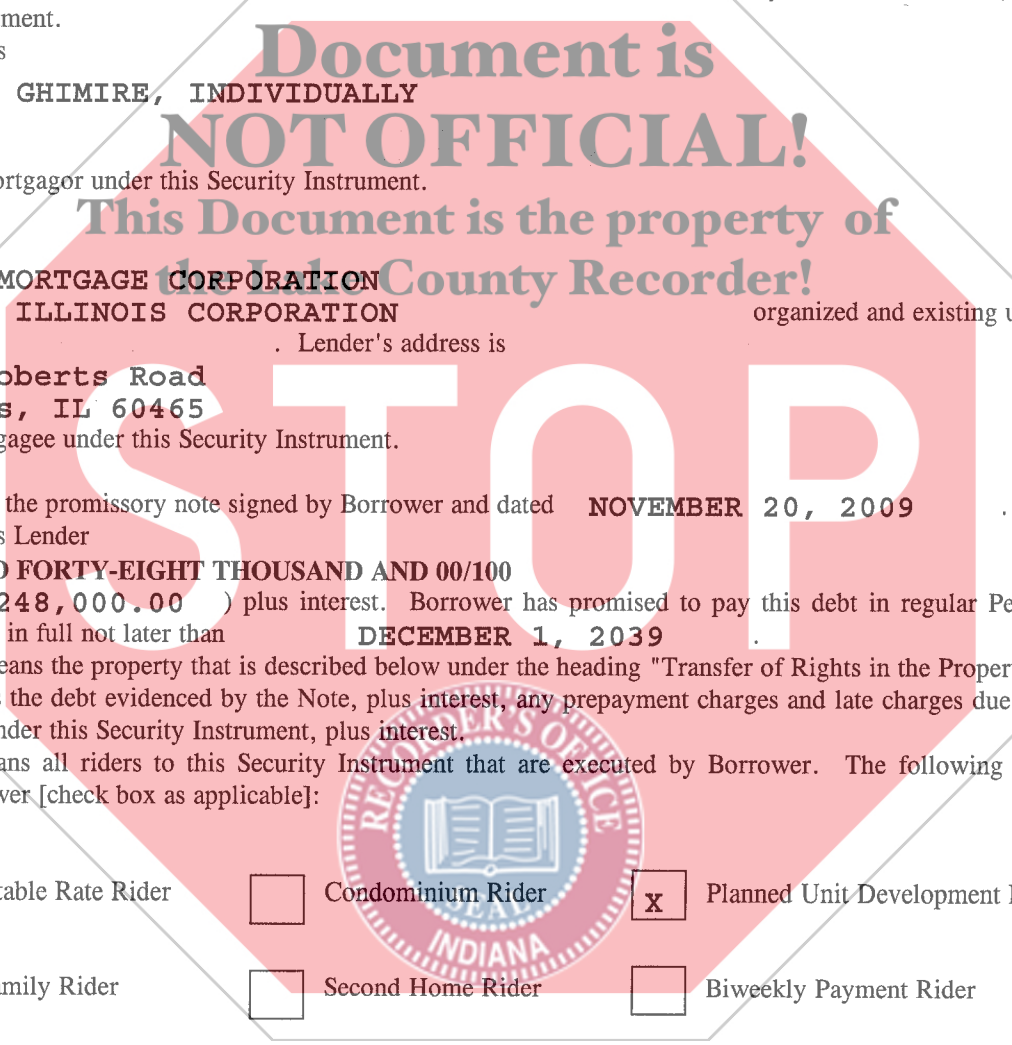 ment.
s
Document is
GHIMIRE, INDIVIDUALLY
NOT OFFICIAL!
ortgagor under this Security Instrument.
This Document is the property of
MORTGAGE CORPORATION
the Lake County Recorder!
ILLINOIS CORPORATION organized and existing u
. Lender's address is
oberts Road
s, IL 60465
gagee under this Security Instrument.
STOP
the promissory note signed by Borrower and dated NOVEMBER 20, 2009 .
s Lender
D FORTY-EIGHT THOUSAND AND 00/100
248,000.00 ) plus interest. Borrower has promised to pay this debt in regular Pe
in full not later than DECEMBER 1, 2039 .
eans the property that is described below under the heading "Transfer of Rights in the Proper
s the debt evidenced by the Note, plus interest, any prepayment charges and late charges due
nder this Security Instrument, plus interest.
ans all riders to this Security Instrument that are executed by Borrower. The following
wer [check box as applicable]:
RECORDER'S OFFICE
table Rate Rider Condominium Rider x Planned Unit Development
SEAL
INDIANA
amily Rider Second Home Rider Biweekly Payment Rider